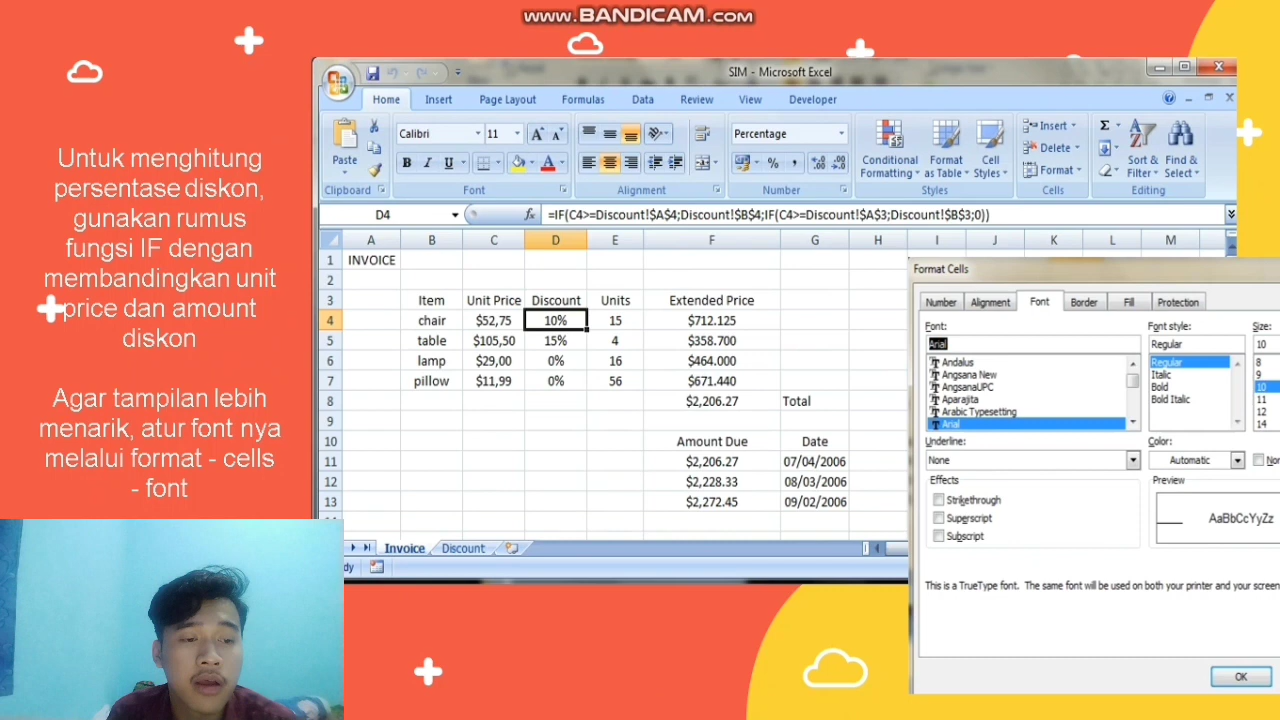 www.BANDICAM.com
Untuk menghitung
persentase diskon,
gunakan rumus
fungsi IF dengan
membandingkan unit
price dan amount
diskon
Agar tampilan lebih
menarik, atur font nya
melalui format - cells
- font
SIM - Microsoft Excel
Home Insert Page Layout Formulas Data Review View Developer
Calibri 11 Percentage
Paste
B I U
Conditional Formatting Format as Table Cell Styles
Insert
Delete
Format
Sort & Filter Find & Select
Clipboard Font Alignment Number Styles Cells Editing
D4 fx =IF(C4>=Discount!$A$4;Discount!$B$4;IF(C4>=Discount!$A$3;Discount!$B$3;0))
A B C D E F G H I J K L M
1 INVOICE
2
3 Item Unit Price Discount Units Extended Price
4 chair $52,75 10% 15 $712.125
5 table $105,50 15% 4 $358.700
6 lamp $29,00 0% 16 $464.000
7 pillow $11,99 0% 56 $671.440
8 $2,206.27 Total
9
10 Amount Due Date
11 $2,206.27 07/04/2006
12 $2,228.33 08/03/2006
13 $2,272.45 09/02/2006
Invoice Discount
dy
Format Cells
Number Alignment Font Border Fill Protection
Font: Font style: Size:
Arial Regular 10
Andalus Regular 8
Angsana New Italic 9
AngsanaUPC Bold 10
Aparajita Bold Italic 11
Arabic Typesetting 12
Arial 14
Underline: Color:
None Automatic
Effects Preview
Strikethrough
Superscript
Subscript
AaBbCcYyZz
This is a TrueType font. The same font will be used on both your printer and your screen
OK